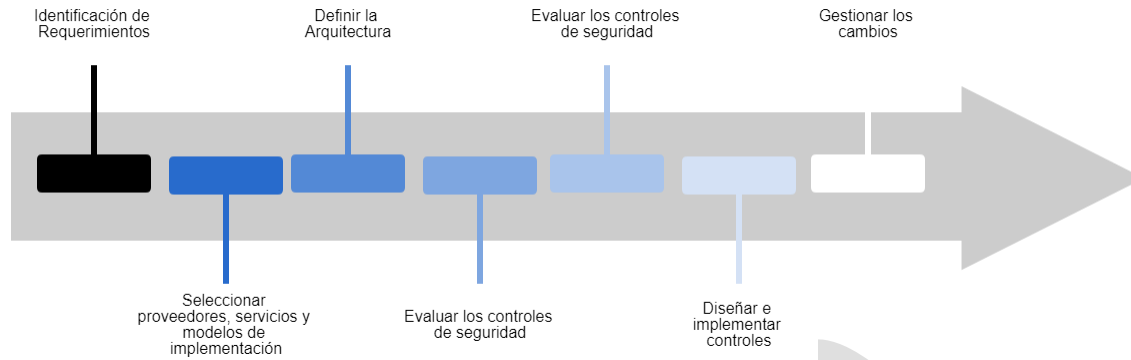 Identificación de
Requerimientos
Definir la
Arquitectura
Evaluar los controles
de seguridad
Gestionar los
cambios
Seleccionar
proveedores, servicios y
modelos de
implementación
Evaluar los controles
de seguridad
Diseñar e
implementar
controles